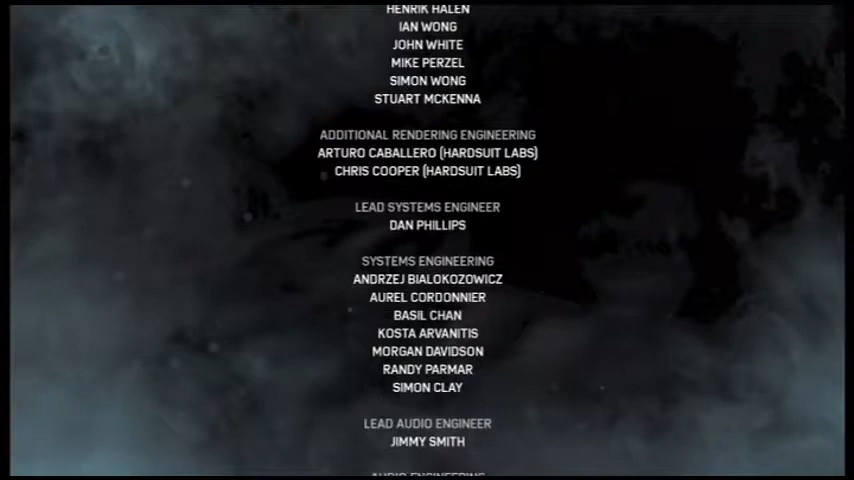 HENRIK HALEN
IAN WONG
JOHN WHITE
MIKE PERZEL
SIMON WONG
STUART MCKENNA
ADDITIONAL RENDERING ENGINEERING
ARTURO CABALLERO (HARDSUIT LABS)
CHRIS COOPER (HARDSUIT LABS)
LEAD SYSTEMS ENGINEER
DAN PHILLIPS
SYSTEMS ENGINEERING
ANDRZEJ BIALOKOZOWICZ
AUREL CORDONNIER
BASIL CHAN
KOSTA ARVANITIS
MORGAN DAVIDSON
RANDY PARMAR
SIMON CLAY
LEAD AUDIO ENGINEER
JIMMY SMITH
AUDIO ENGINEERING